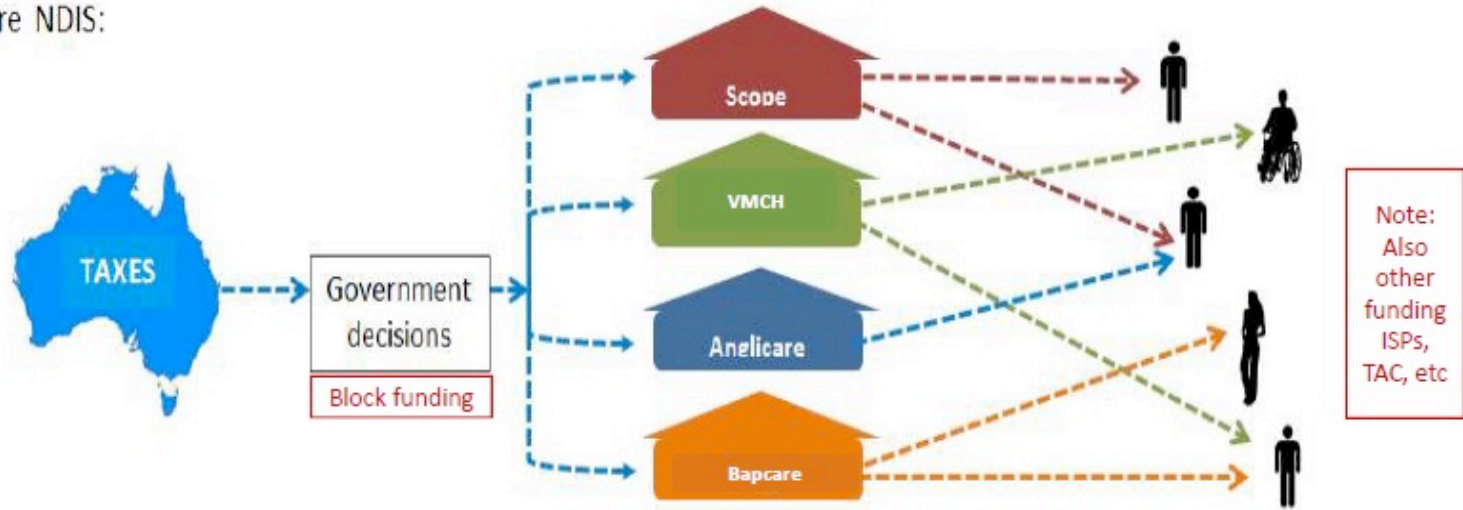 re NDIS:
TAXES
Government
decisions
Block funding
Scope
VMCH
Anglicare
Bapcare
Note:
Also
other
funding
ISPs,
TAC, etc